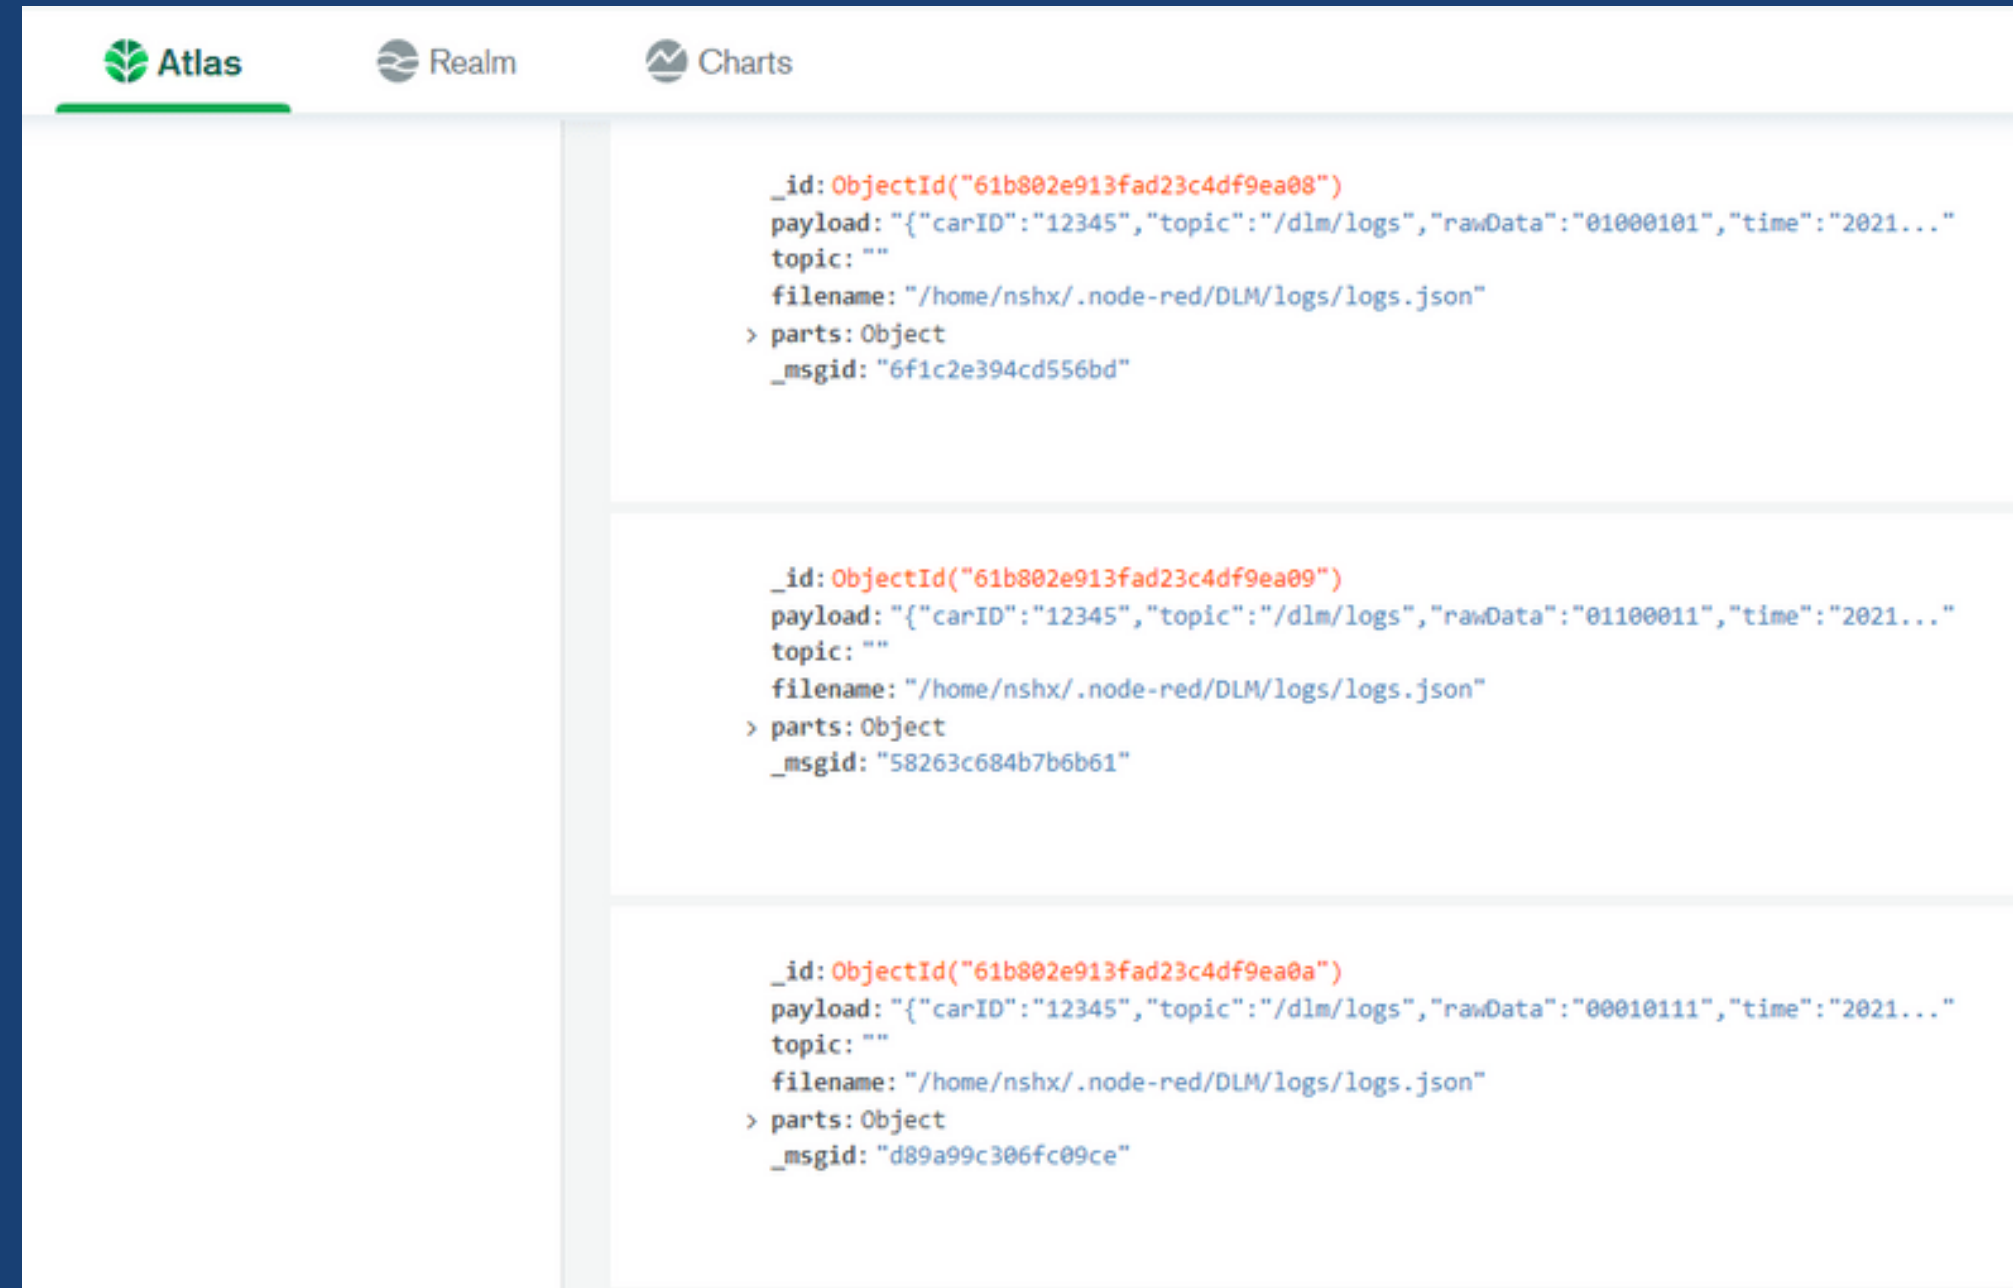 Atlas Realm Charts
_id: ObjectId("61b802e913fad23c4df9ea08")
payload: "{"carID":"12345","topic":"/dlm/logs","rawData":"01000101","time":"2021..."
topic: ""
filename: "/home/nshx/.node-red/DLM/logs/logs.json"
> parts: Object
_msgid: "6f1c2e394cd556bd"
_id: ObjectId("61b802e913fad23c4df9ea09")
payload: "{"carID":"12345","topic":"/dlm/logs","rawData":"01100011","time":"2021..."
topic: ""
filename: "/home/nshx/.node-red/DLM/logs/logs.json"
> parts: Object
_msgid: "58263c684b7b6b61"
_id: ObjectId("61b802e913fad23c4df9ea0a")
payload: "{"carID":"12345","topic":"/dlm/logs","rawData":"00010111","time":"2021..."
topic: ""
filename: "/home/nshx/.node-red/DLM/logs/logs.json"
> parts: Object
_msgid: "d89a99c306fc09ce"